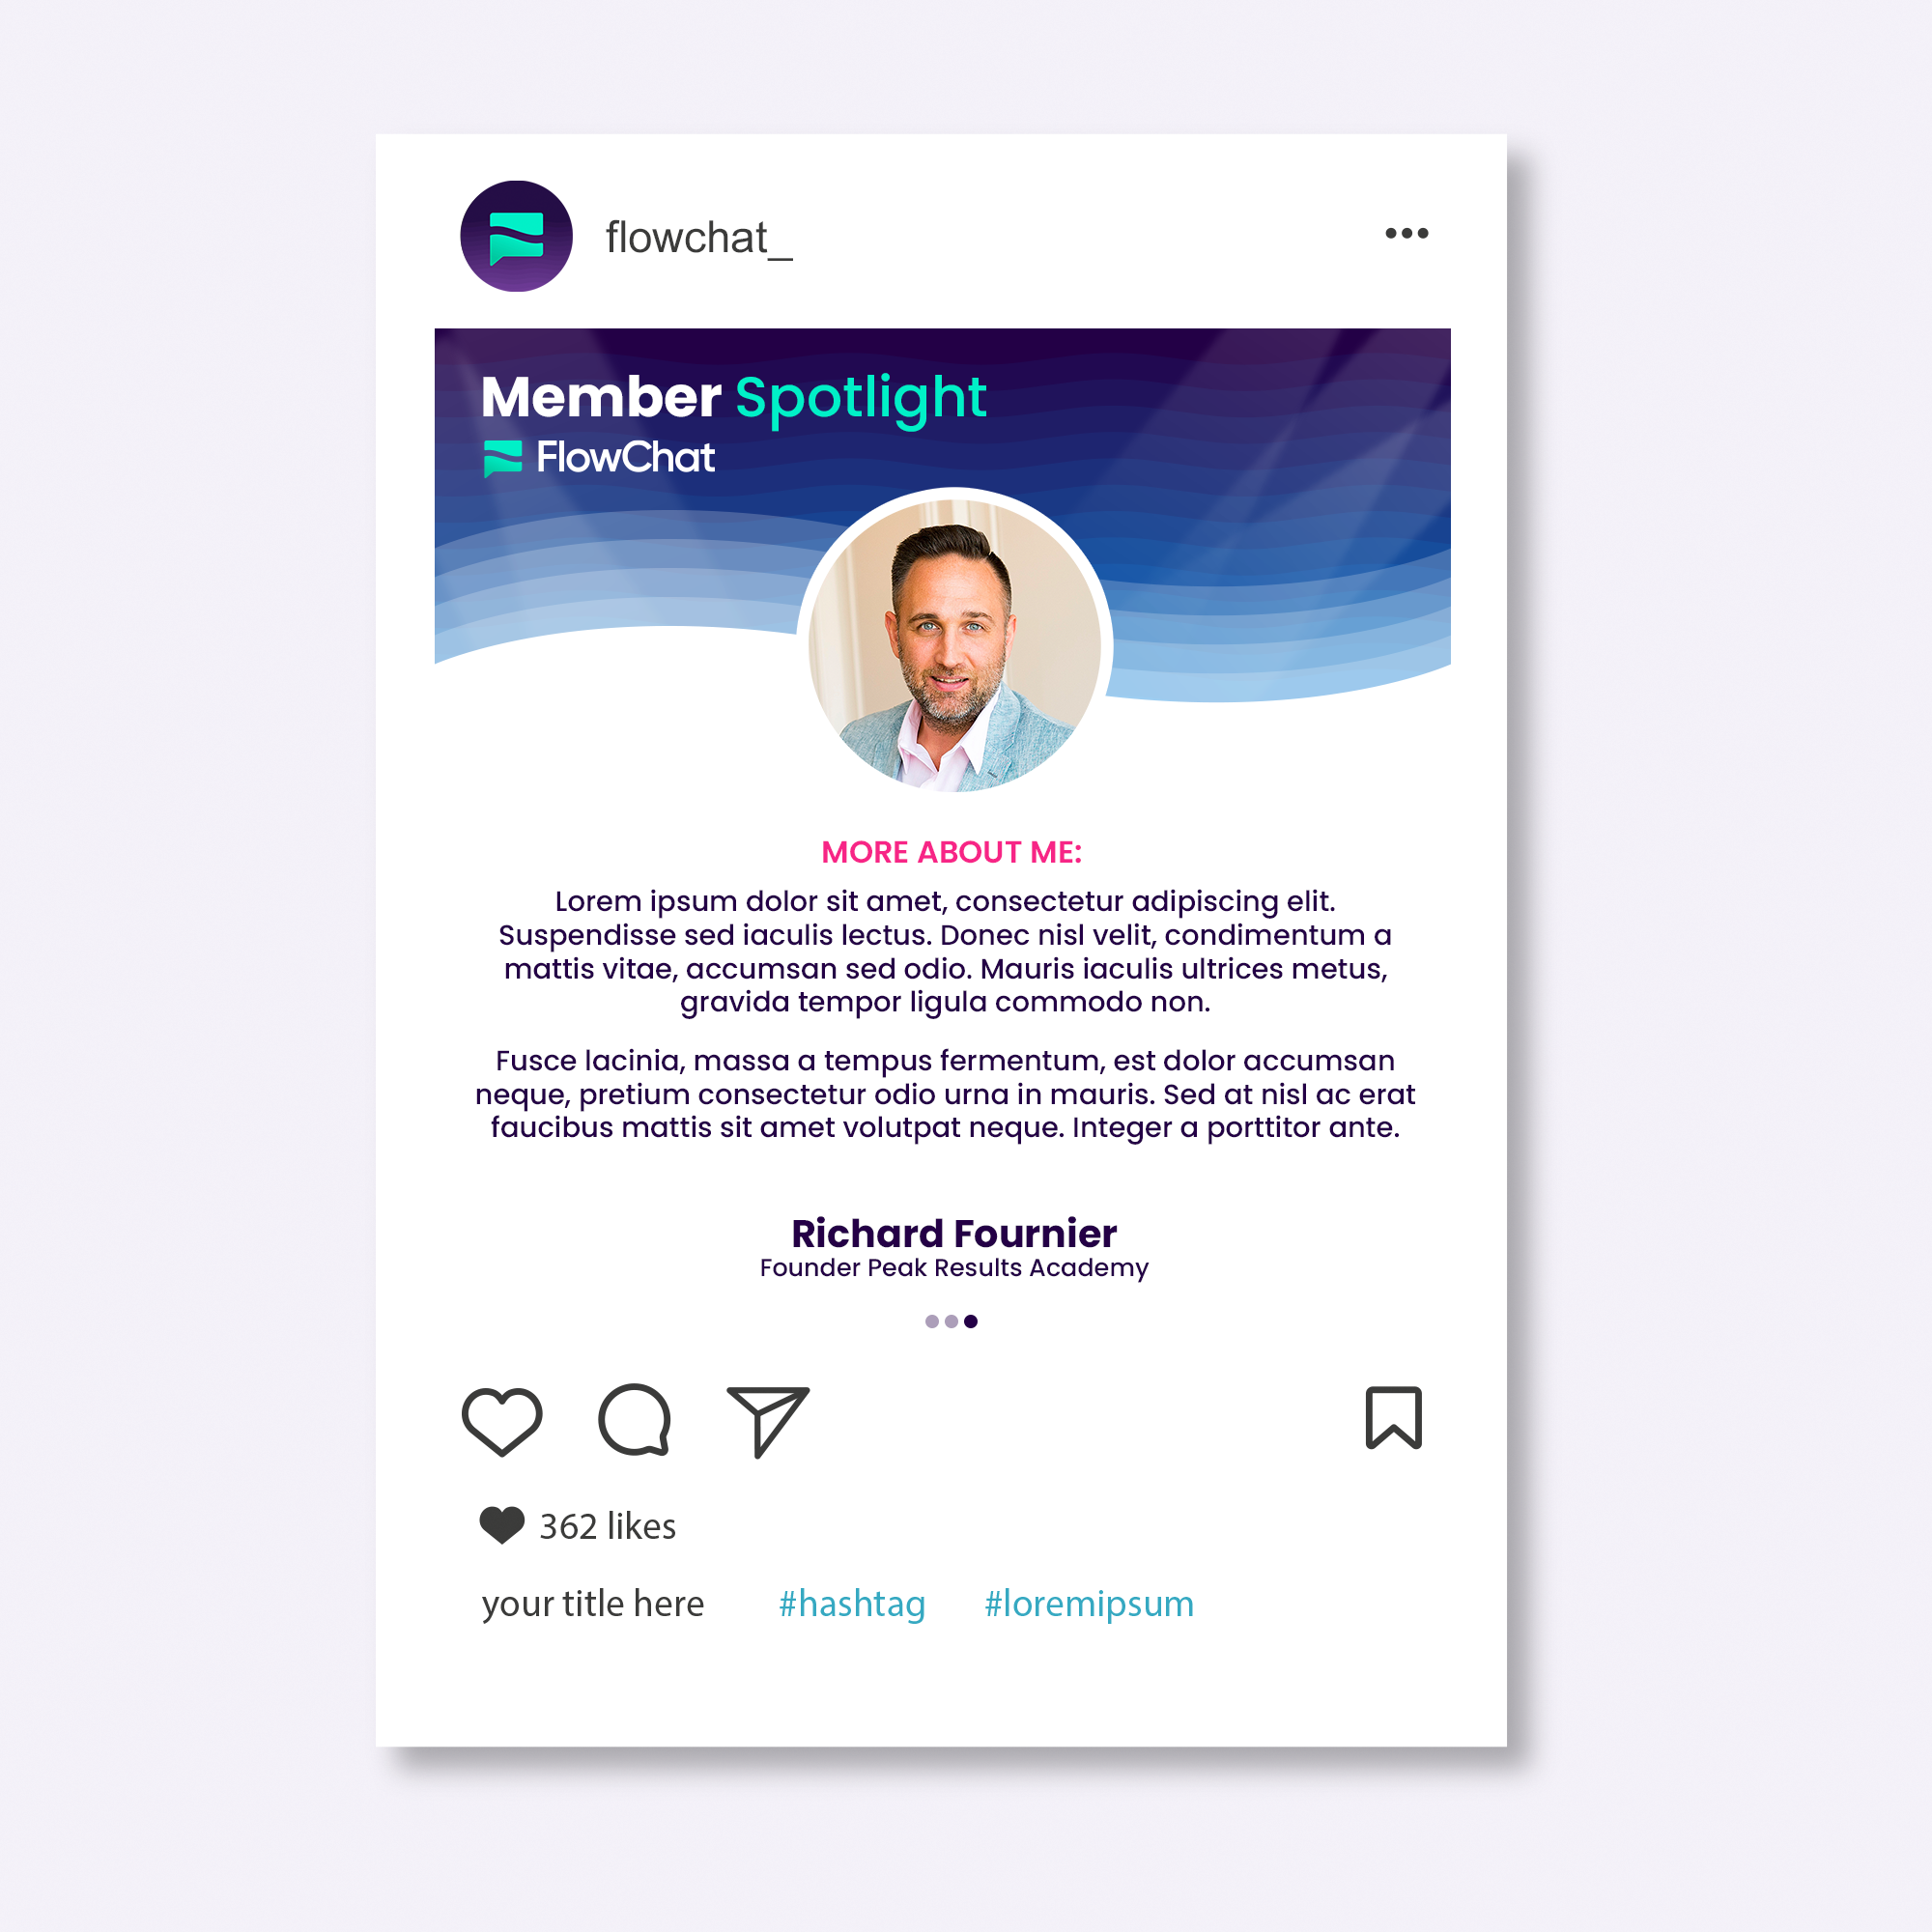 flowchat_
Member Spotlight
FlowChat
MORE ABOUT ME:
Lorem ipsum dolor sit amet, consectetur adipiscing elit.
Suspendisse sed iaculis lectus. Donec nisl velit, condimentum a
mattis vitae, accumsan sed odio. Mauris iaculis ultrices metus,
gravida tempor ligula commodo non.
Fusce lacinia, massa a tempus fermentum, est dolor accumsan
neque, pretium consectetur odio urna in mauris. Sed at nisl ac erat
faucibus mattis sit amet volutpat neque. Integer a porttitor ante.
Richard Fournier
Founder Peak Results Academy
362 likes
your title here #hashtag #loremipsum